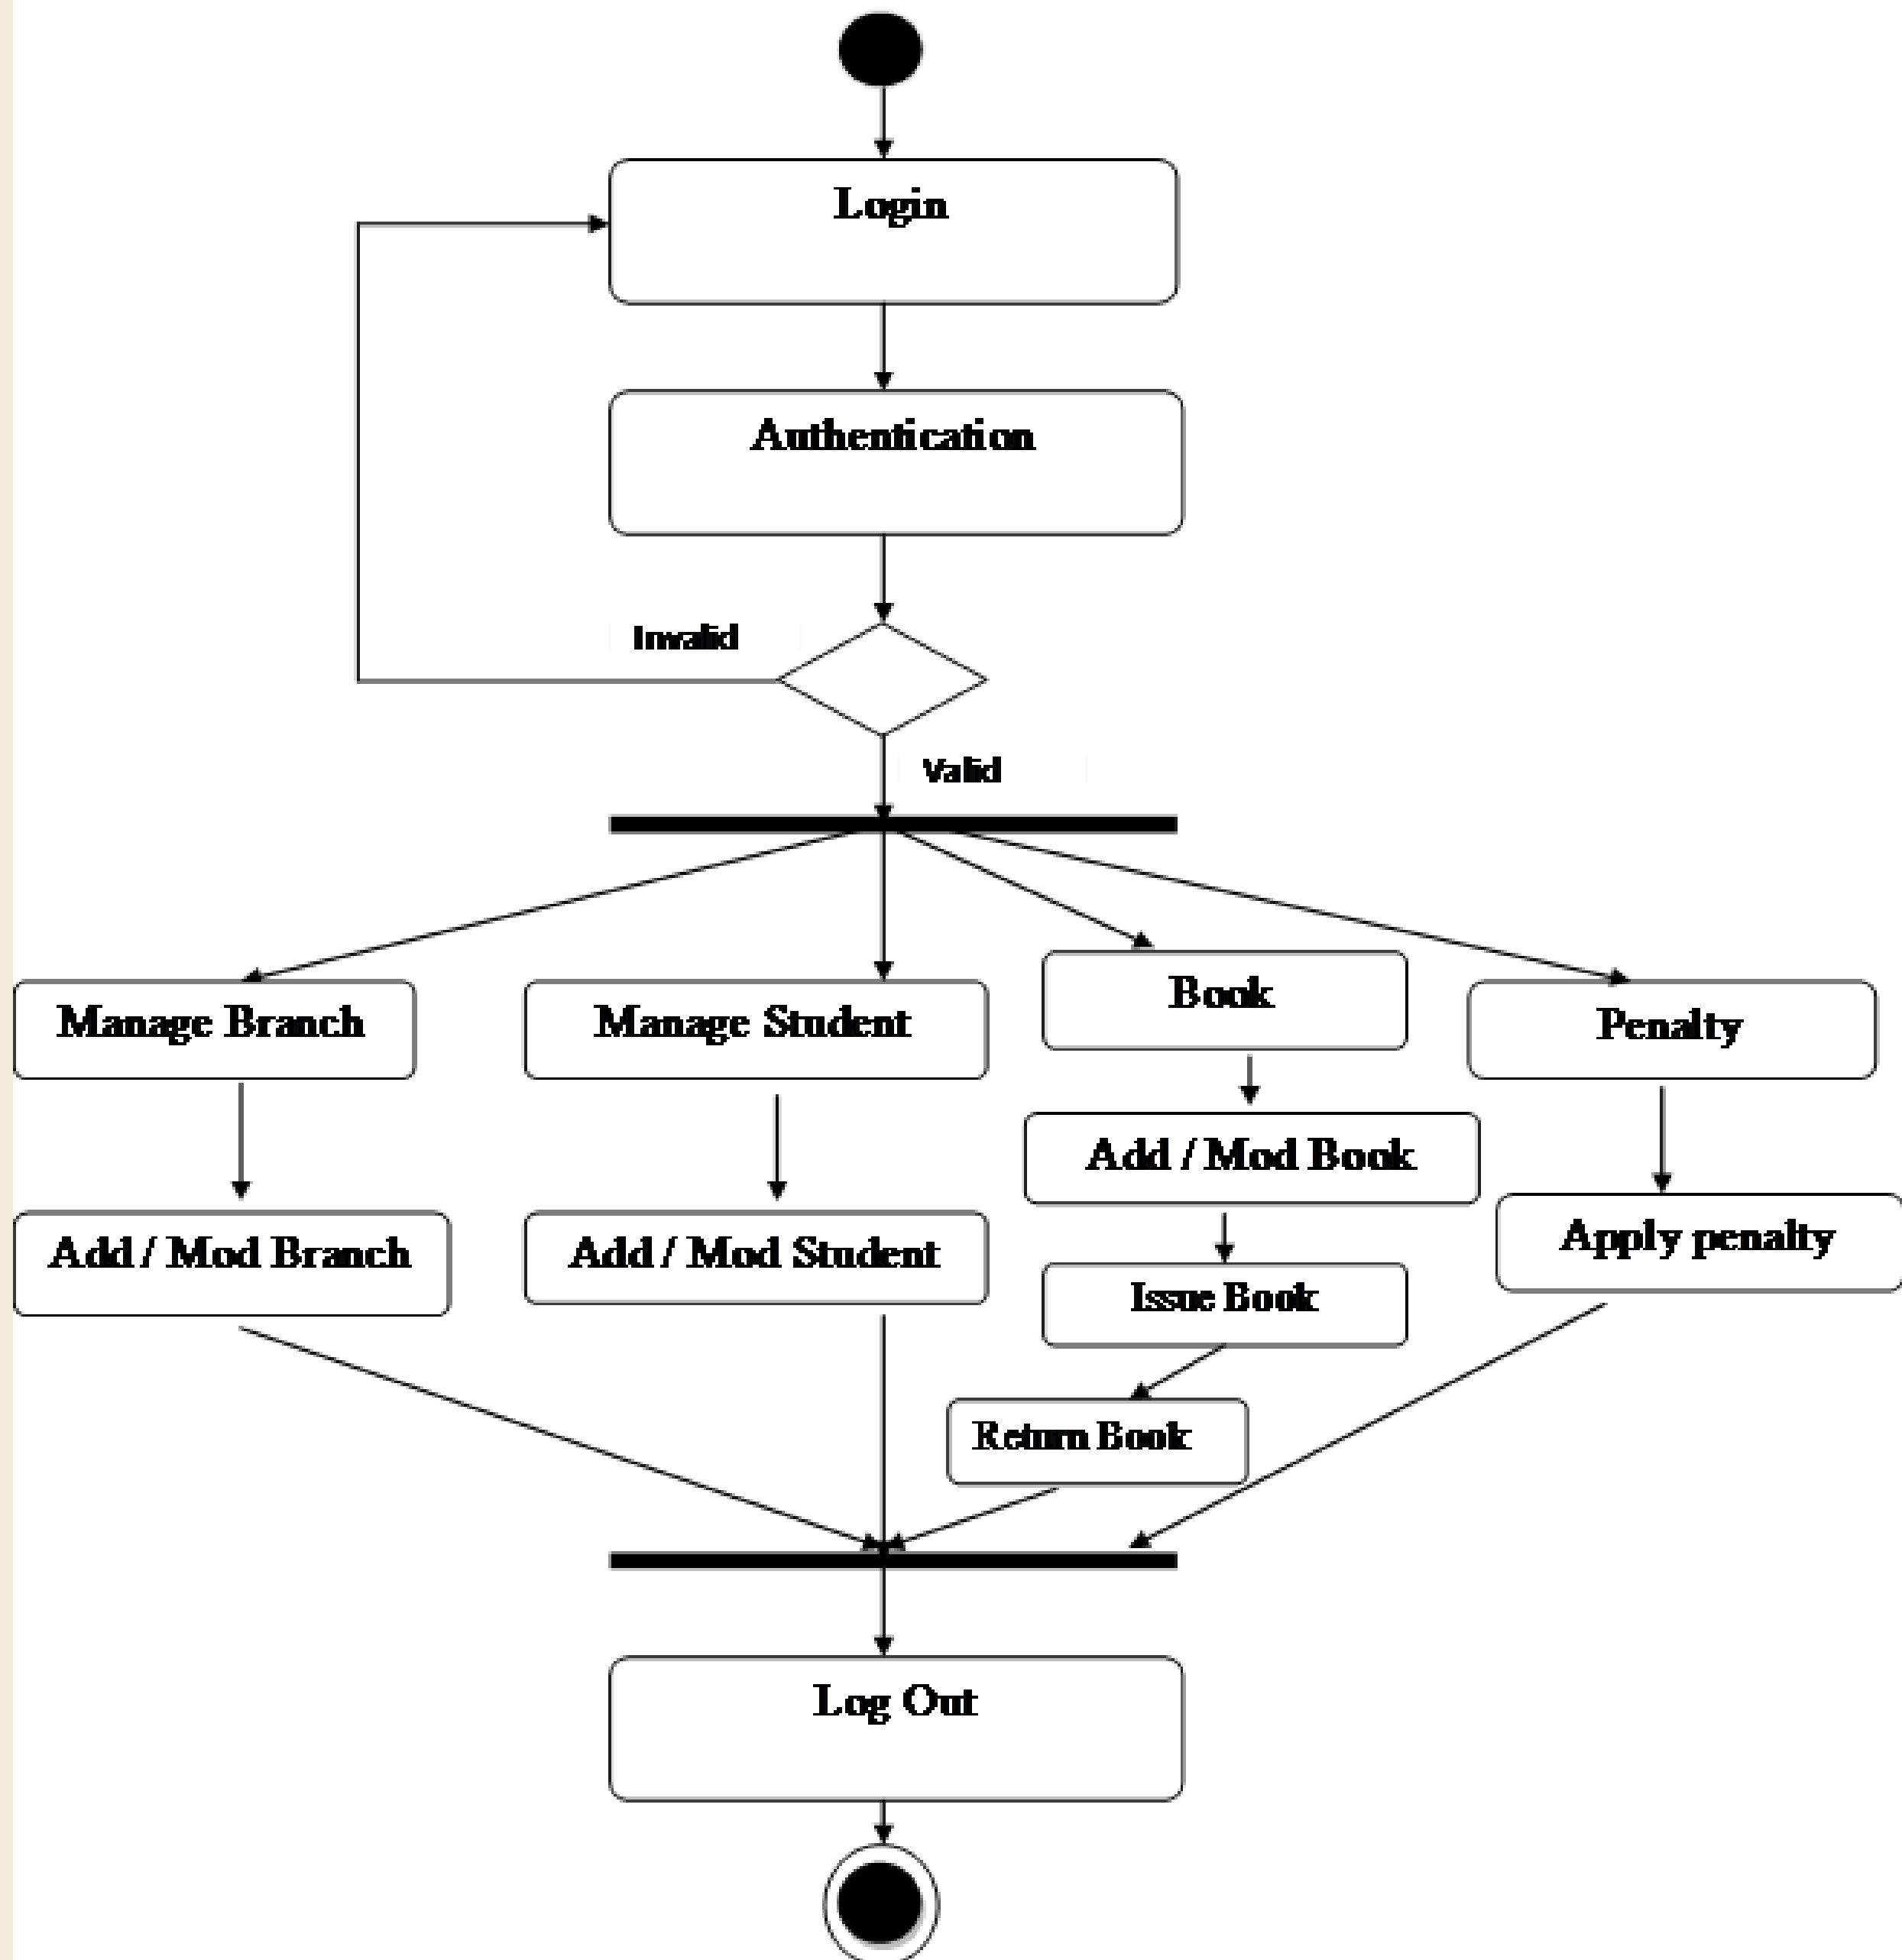 Login
Authentication
Invalid
Valid
Manage Branch
Manage Student
Book
Penalty
Add / Mod Book
Add / Mod Branch
Add / Mod Student
Apply penalty
Issue Book
Return Book
Log Out